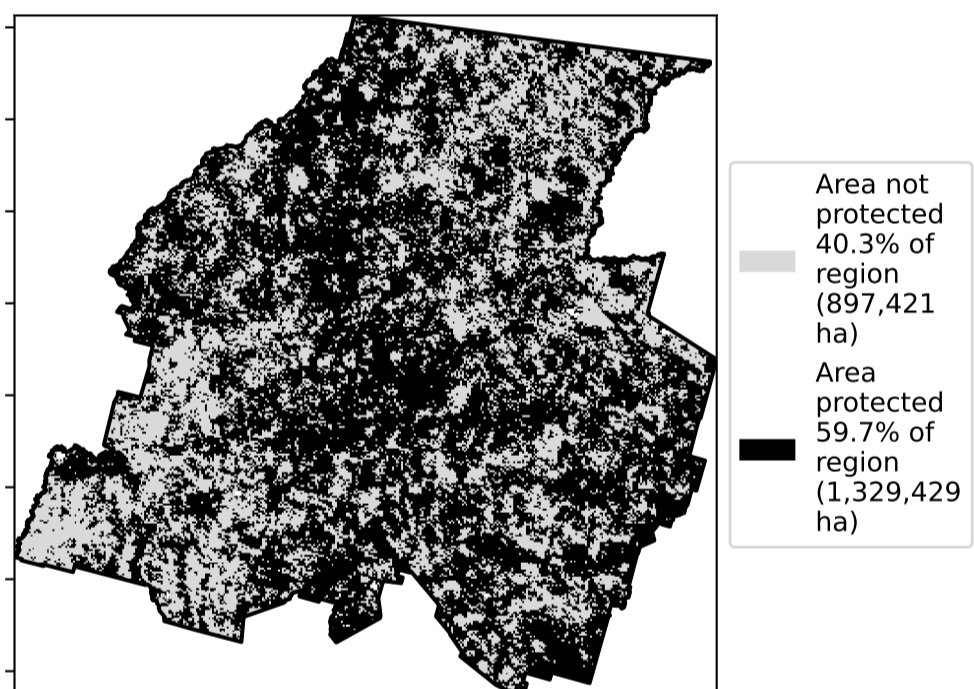 Area not
protected
40.3% of
region
(897,421
ha)
Area
protected
59.7% of
region
(1,329,429
ha)